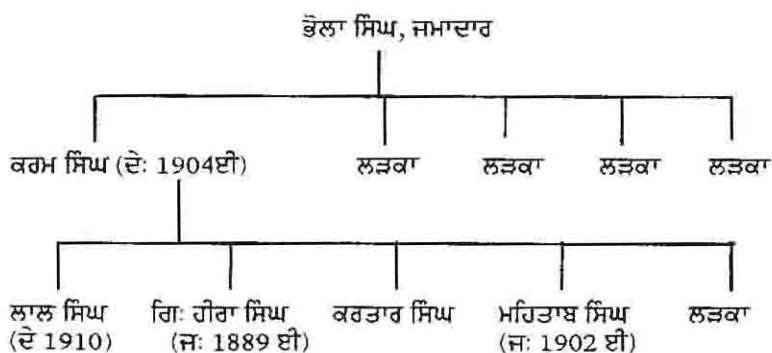 ਭੋਲਾ ਸਿੰਘ, ਜਮਾਦਾਰ
ਕਰਮ ਸਿੰਘ (ਦੇਃ 1904ਈ) ਲੜਕਾ ਲੜਕਾ ਲੜਕਾ ਲੜਕਾ
ਲਾਲ ਸਿੰਘ ਗਿਃ ਹੀਰਾ ਸਿੰਘ ਕਰਤਾਰ ਸਿੰਘ ਮਹਿਤਾਬ ਸਿੰਘ ਲੜਕਾ
(ਦੇ 1910) (ਜਃ 1889 ਈ) (ਜਃ 1902 ਈ)